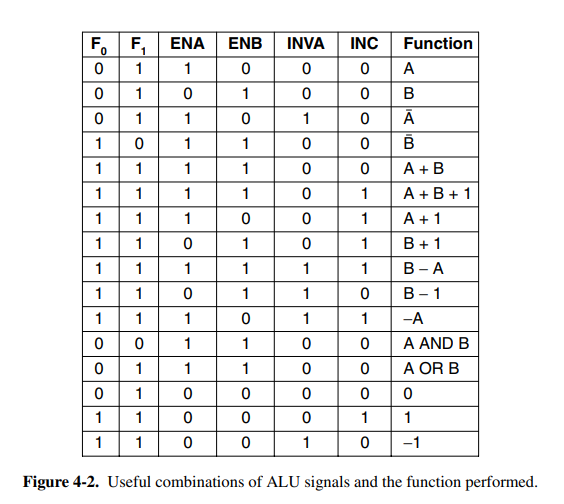 F₀ F₁ ENA ENB INVA INC Function
0 1 1 0 0 0 A
0 1 0 1 0 0 B
0 1 1 0 1 0 Ā
1 0 1 1 0 0 B̄
1 1 1 1 0 0 A + B
1 1 1 1 0 1 A + B + 1
1 1 1 0 0 1 A + 1
1 1 0 1 0 1 B + 1
1 1 1 1 1 1 B – A
1 1 0 1 1 0 B – 1
1 1 1 0 1 1 –A
0 0 1 1 0 0 A AND B
0 1 1 1 0 0 A OR B
0 1 0 0 0 0 0
1 1 0 0 0 1 1
1 1 0 0 1 0 –1
Figure 4-2. Useful combinations of ALU signals and the function performed.